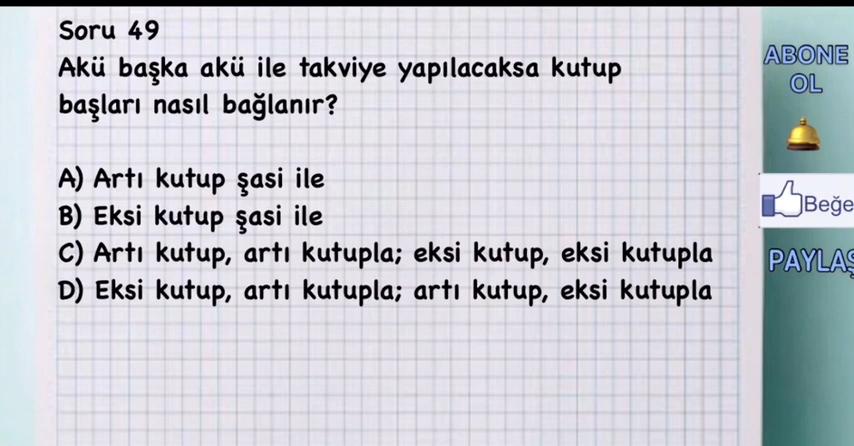 Soru 49
Akü başka akü ile takviye yapılacaksa kutup
başları nasıl bağlanır?
A) Artı kutup şasi ile
B) Eksi kutup şasi ile
C) Artı kutup, artı kutupla; eksi kutup, eksi kutupla
D) Eksi kutup, artı kutupla; artı kutup, eksi kutupla
ABONE
OL
Beğe
PAYLAŞ